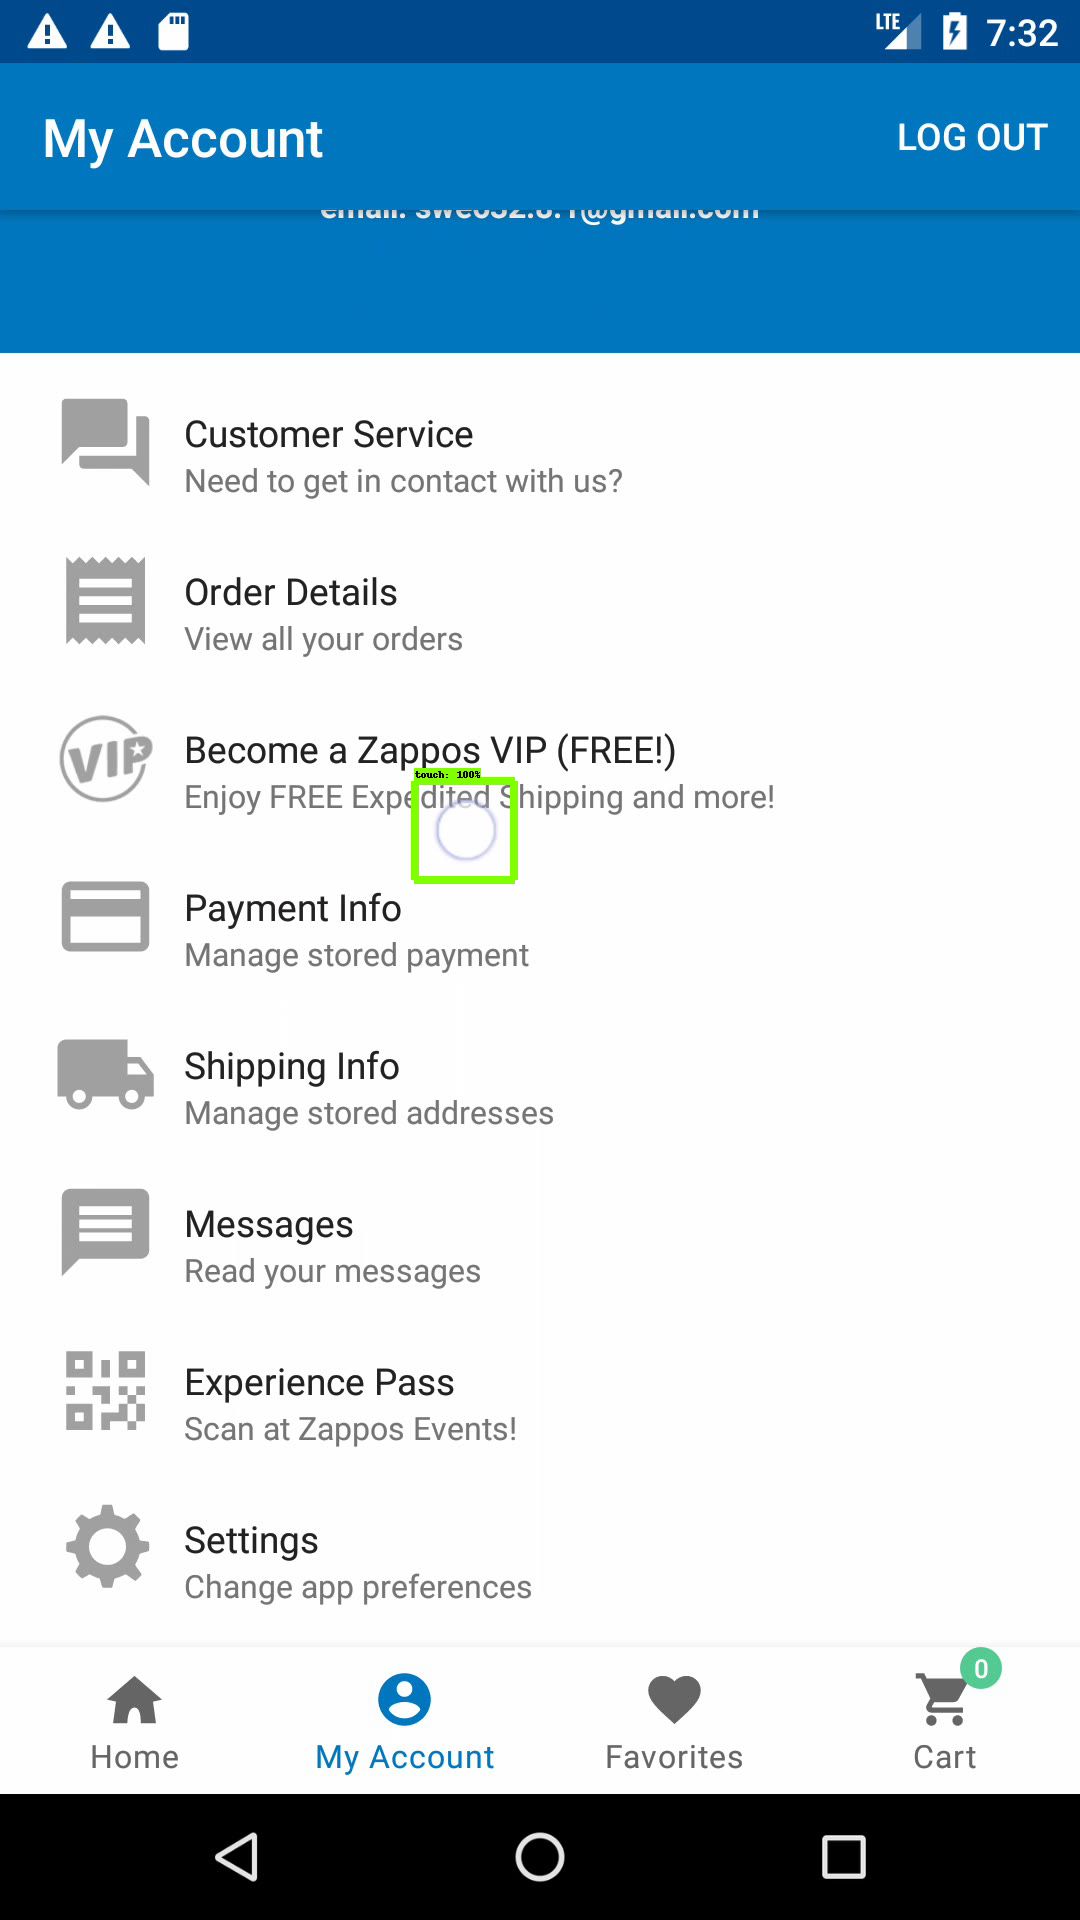 LTE 7:32
My Account
LOG OUT
Customer Service
Need to get in contact with us?
Order Details
View all your orders
VIP
Become a Zappos VIP (FREE!)
touch: 100%
Enjoy FREE Expedited Shipping and more!
Payment Info
Manage stored payment
Shipping Info
Manage stored addresses
Messages
Read your messages
Experience Pass
Scan at Zappos Events!
Settings
Change app preferences
0
Home
My Account
Favorites
Cart